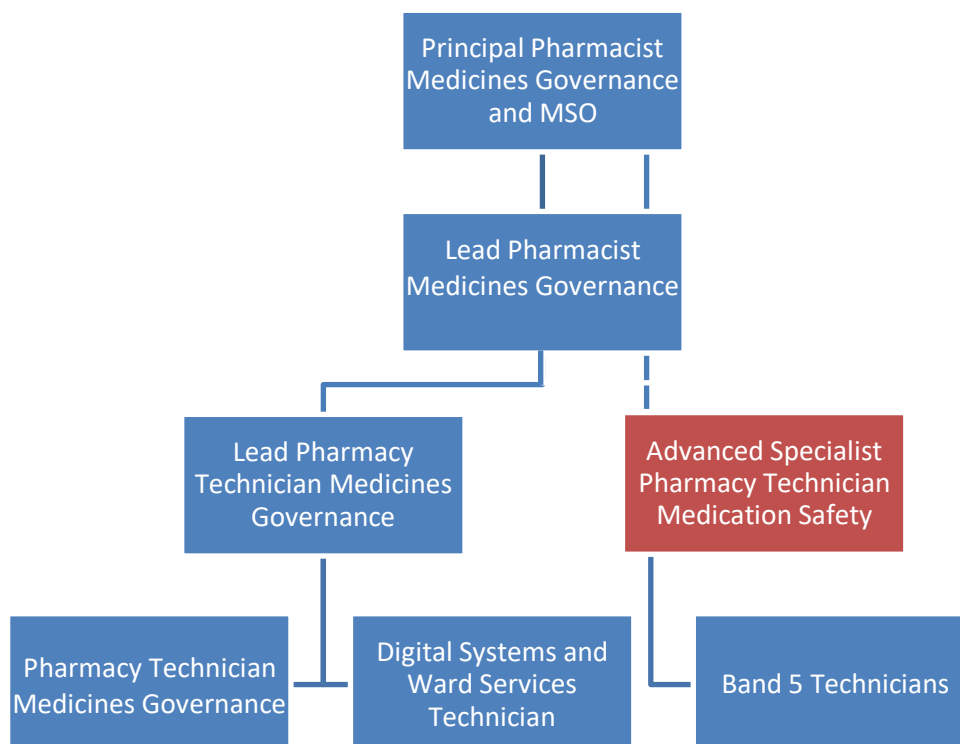 Principal Pharmacist
Medicines Governance
and MSO
Lead Pharmacist
Medicines Governance
Lead Pharmacy
Technician Medicines
Governance
Advanced Specialist
Pharmacy Technician
Medication Safety
Pharmacy Technician
Medicines Governance
Digital Systems and
Ward Services
Technician
Band 5 Technicians